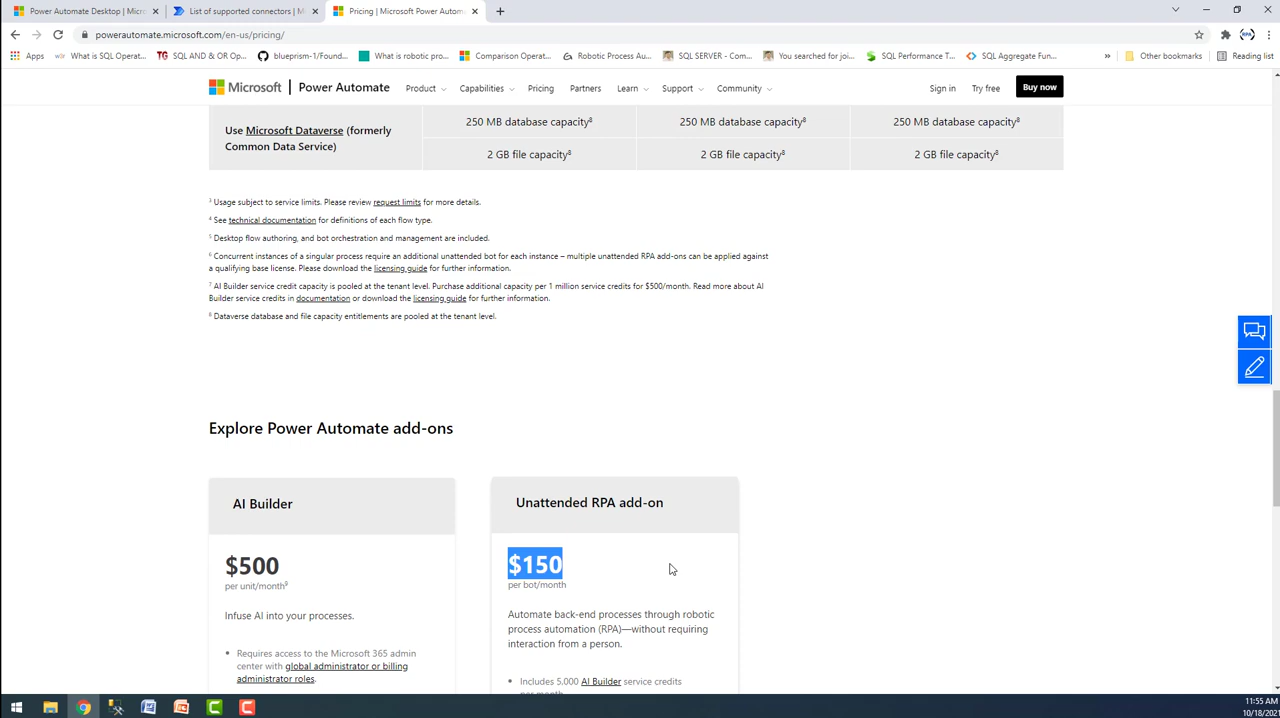 Power Automate Desktop | Micro
List of supported connectors | M
Pricing | Microsoft Power Autom
powerautomate.microsoft.com/en-us/pricing/
Apps
What is SQL Operat...
SQL AND & OR Op...
blueprism-1/Found...
What is robotic pro...
Comparison Operat...
Robotic Process Au...
SQL SERVER - Com...
You searched for joi...
SQL Performance T...
SQL Aggregate Fun...
»
Other bookmarks
Reading list
Microsoft | Power Automate
Product
Capabilities
Pricing
Partners
Learn
Support
Community
Sign in
Try free
Buy now
Use Microsoft Dataverse (formerly
Common Data Service)
250 MB database capacity⁸
250 MB database capacity⁸
250 MB database capacity⁸
2 GB file capacity⁸
2 GB file capacity⁸
2 GB file capacity⁸
³ Usage subject to service limits. Please review request limits for more details.
⁴ See technical documentation for definitions of each flow type.
⁵ Desktop flow authoring, and bot orchestration and management are included.
⁶ Concurrent instances of a singular process require an additional unattended bot for each instance – multiple unattended RPA add-ons can be applied against
a qualifying base license. Please download the licensing guide for further information.
⁷ AI Builder service credit capacity is pooled at the tenant level. Purchase additional capacity per 1 million service credits for $500/month. Read more about AI
Builder service credits in documentation or download the licensing guide for further information.
⁸ Dataverse database and file capacity entitlements are pooled at the tenant level.
Explore Power Automate add-ons
AI Builder
$500
per unit/month⁹
Infuse AI into your processes.
• Requires access to the Microsoft 365 admin
center with global administrator or billing
administrator roles.
Unattended RPA add-on
$150
per bot/month
Automate back-end processes through robotic
process automation (RPA)—without requiring
interaction from a person.
• Includes 5,000 AI Builder service credits
per month.
11:55 AM